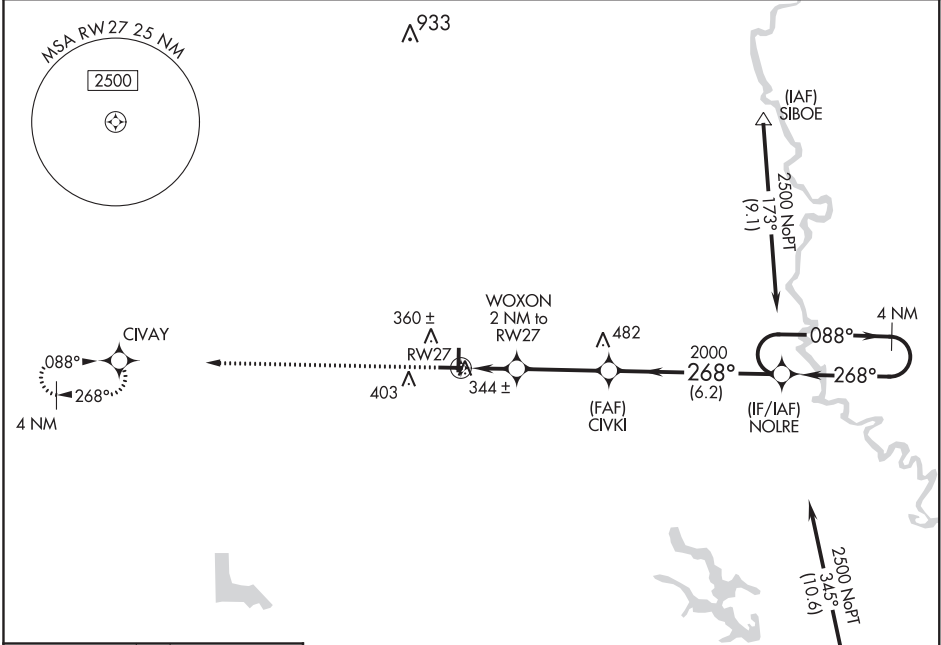 MSA RW27 25 NM
2500
933
(IAF)
SIBOE
2500 NoPT
173°
(9.1)
WOXON
2 NM to
RW27
360 ±
RW27
482
4 NM
088°
CIVAY
088°
268°
4 NM
403
344 ±
2000
268°
(6.2)
268°
(FAF)
CIVKI
(IF/IAF)
NOLRE
2500 NoPT
345°
(10.6)